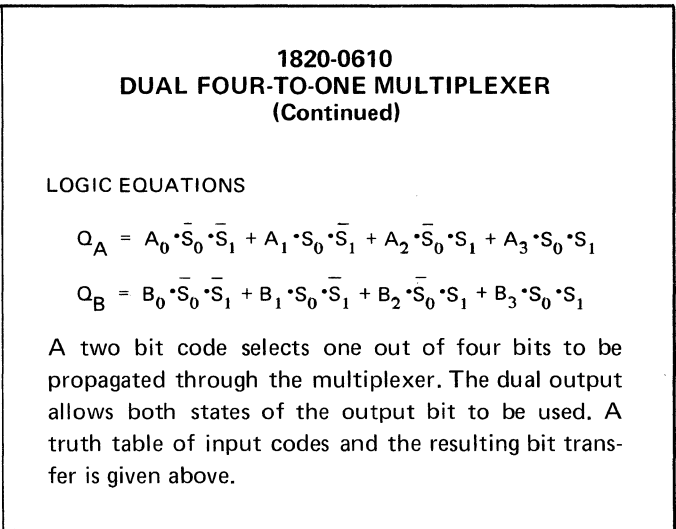 1820-0610
DUAL FOUR-TO-ONE MULTIPLEXER
(Continued)
LOGIC EQUATIONS
Q_A = A₀•S̄₀•S̄₁ + A₁•S₀•S̄₁ + A₂•S̄₀•S₁ + A₃•S₀•S₁
Q_B = B₀•S̄₀•S̄₁ + B₁•S₀•S̄₁ + B₂•S̄₀•S₁ + B₃•S₀•S₁
A two bit code selects one out of four bits to be
propagated through the multiplexer. The dual output
allows both states of the output bit to be used. A
truth table of input codes and the resulting bit trans-
fer is given above.